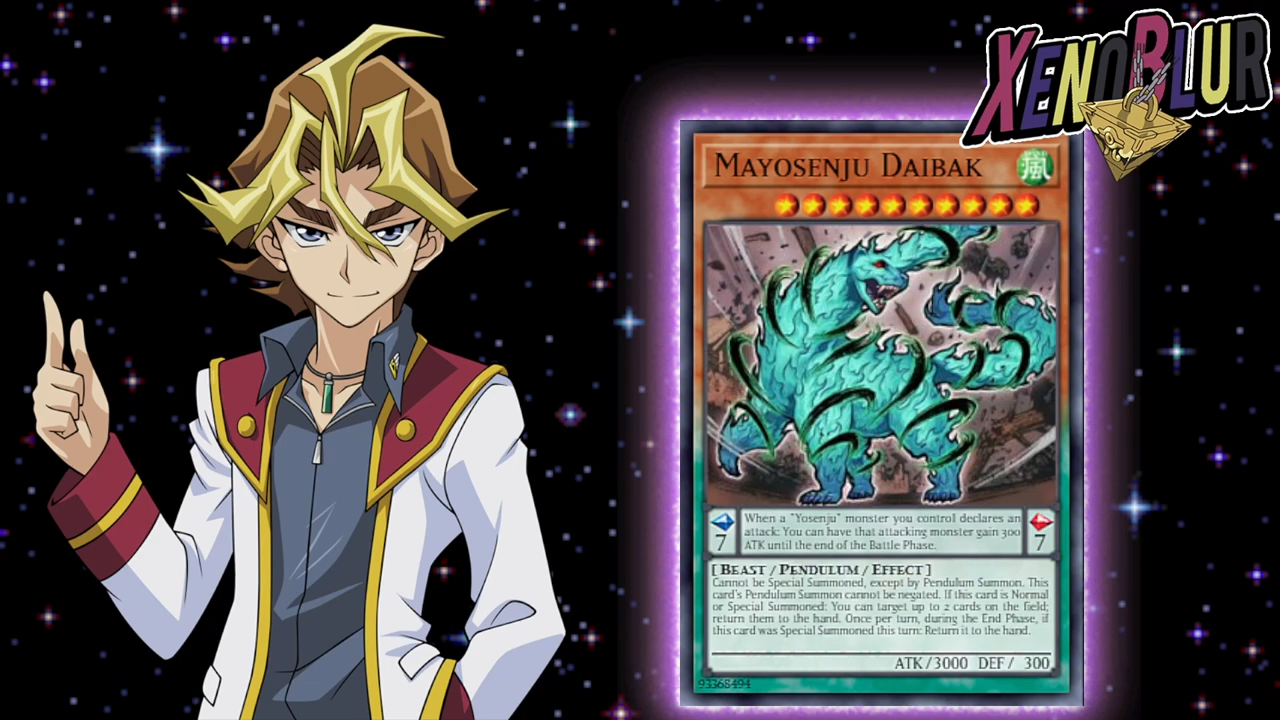 XENOBLUR
MAYOSENJU DAIBAK
風
When a "Yosenju" monster you control declares an
attack: You can have that attacking monster gain 300
ATK until the end of the Battle Phase.
7
7
[ BEAST / PENDULUM / EFFECT ]
Cannot be Special Summoned, except by Pendulum Summon. This
card's Pendulum Summon cannot be negated. If this card is Normal
or Special Summoned: You can target up to 2 cards on the field;
return them to the hand. Once per turn, during the End Phase, if
this card was Special Summoned this turn: Return it to the hand.
ATK/3000 DEF/ 300
93368494